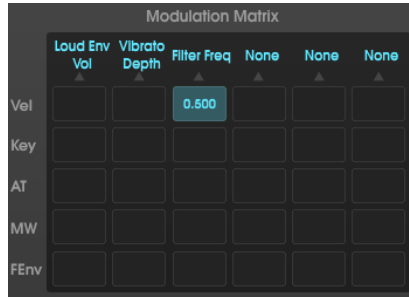 Modulation Matrix
Loud Env Vol
Vibrato Depth
Filter Freq
None
None
None
Vel
0.500
Key
AT
MW
FEnv